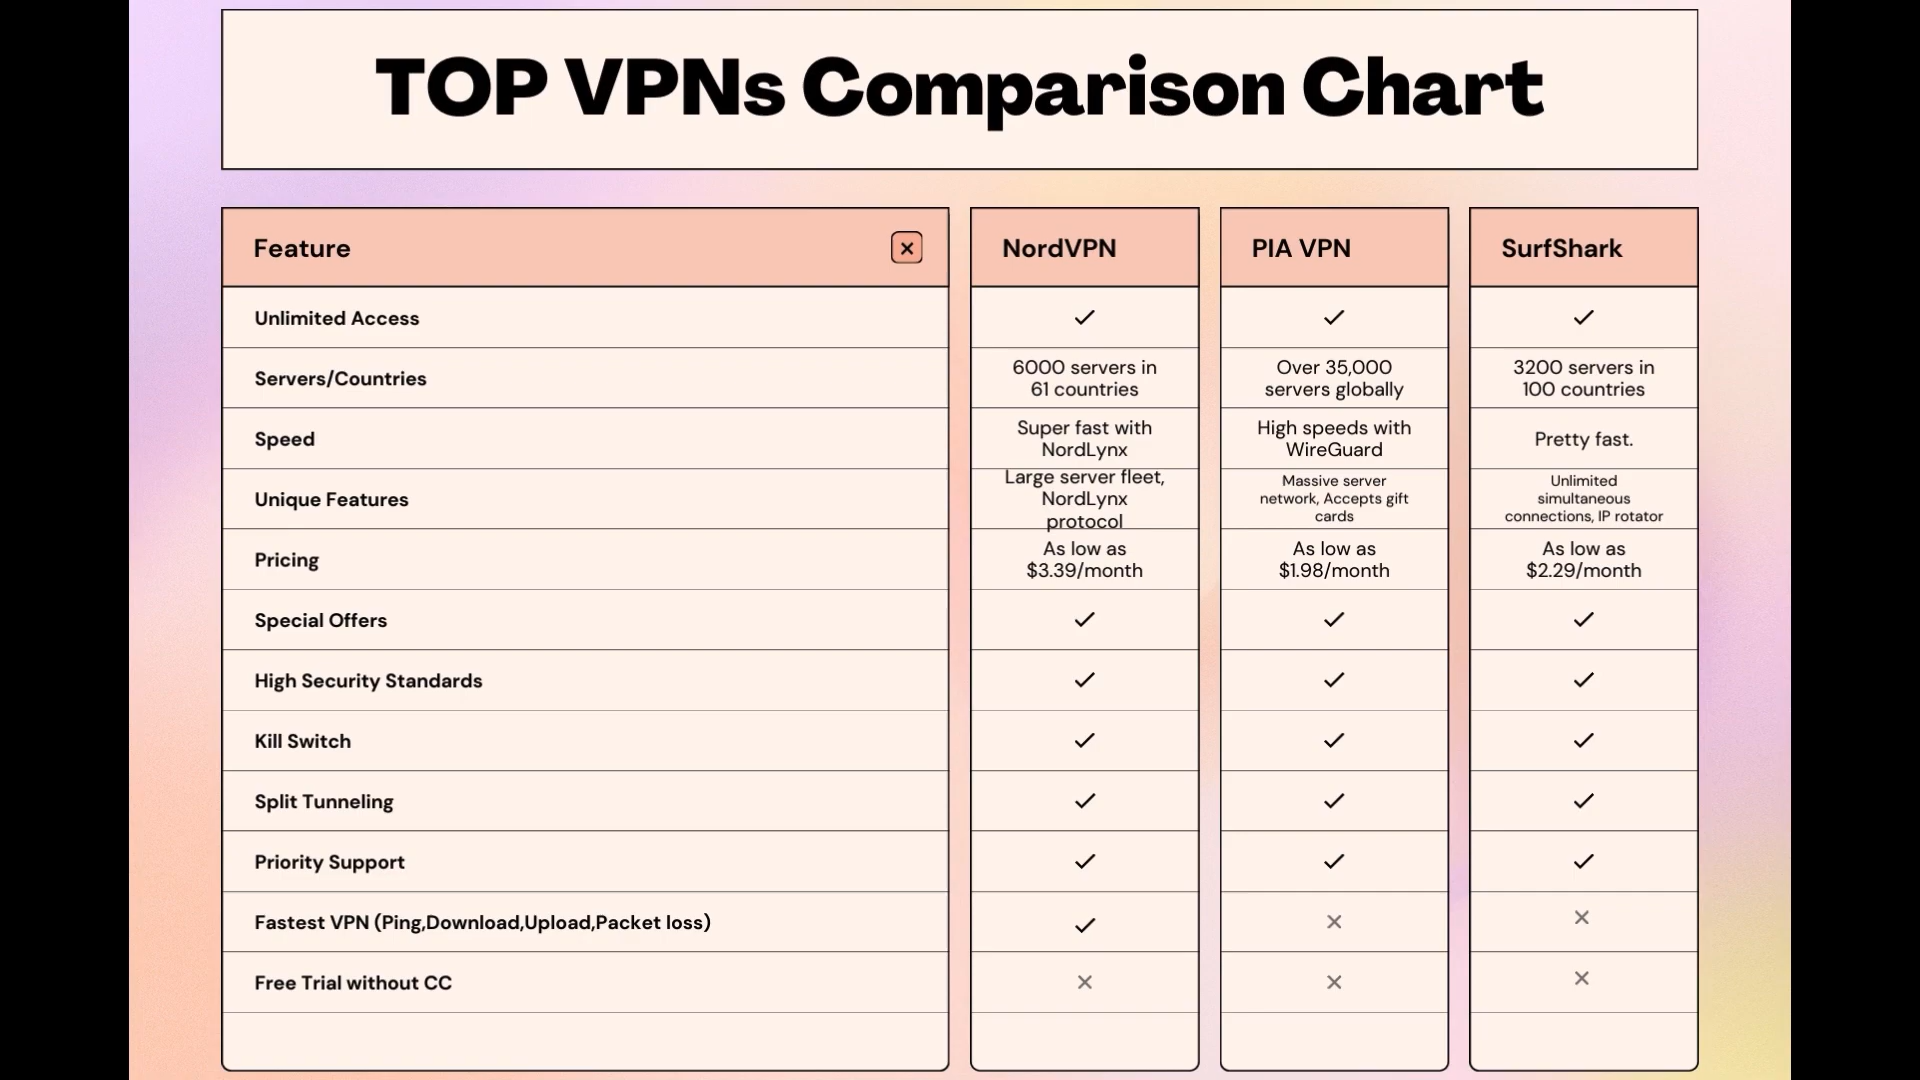 TOP VPNs Comparison Chart
Feature
NordVPN
PIA VPN
SurfShark
Unlimited Access
Servers/Countries
6000 servers in
61 countries
Over 35,000
servers globally
3200 servers in
100 countries
Speed
Super fast with
NordLynx
High speeds with
WireGuard
Pretty fast.
Unique Features
Large server fleet,
NordLynx
protocol
Massive server
network, Accepts gift
cards
Unlimited
simultaneous
connections, IP rotator
Pricing
As low as
$3.39/month
As low as
$1.98/month
As low as
$2.29/month
Special Offers
High Security Standards
Kill Switch
Split Tunneling
Priority Support
Fastest VPN (Ping,Download,Upload,Packet loss)
Free Trial without CC